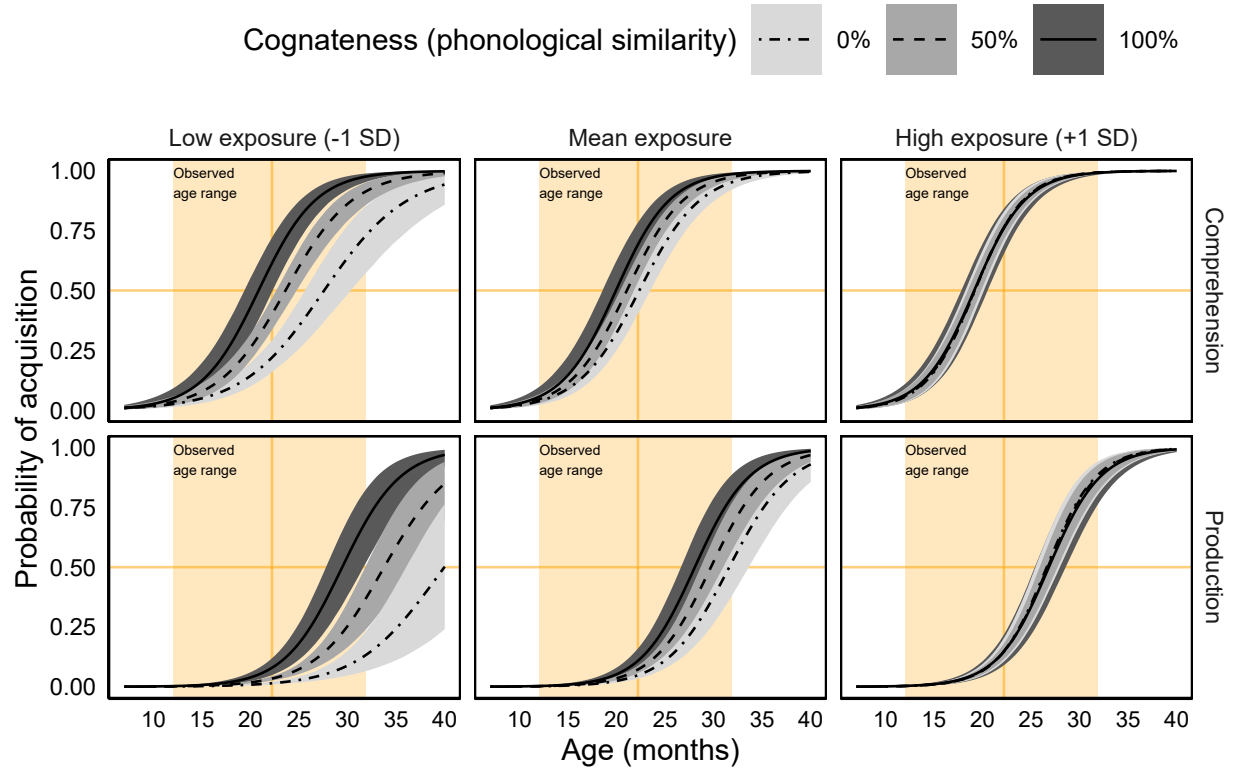 Cognateness (phonological similarity) 0% 50% 100%
Low exposure (-1 SD) Mean exposure High exposure (+1 SD)
Probability of acquisition
1.00
0.75
0.50
0.25
0.00
Observed
age range
Observed
age range
Observed
age range
Comprehension
1.00
0.75
0.50
0.25
0.00
Observed
age range
Observed
age range
Observed
age range
Production
10 15 20 25 30 35 40 10 15 20 25 30 35 40 10 15 20 25 30 35 40
Age (months)